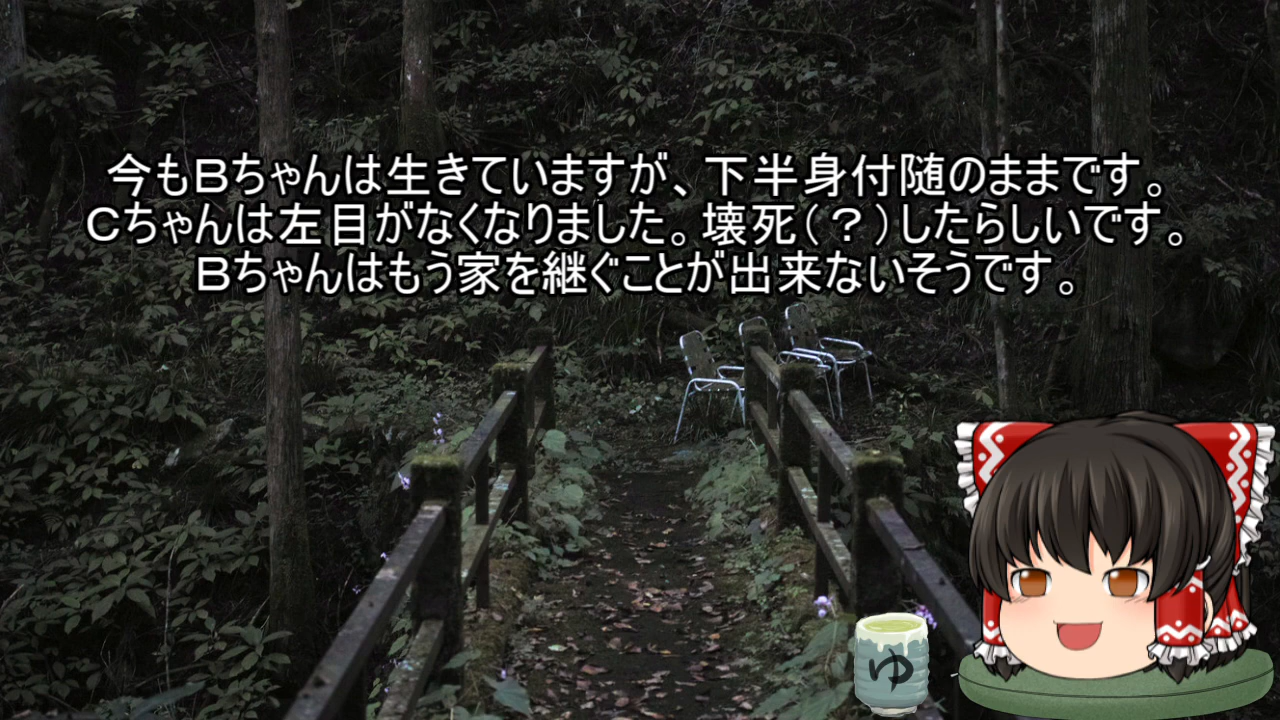 今もＢちゃんは生きていますが、下半身付随のままです。
Ｃちゃんは左目がなくなりました。壊死（？）したらしいです。
Ｂちゃんはもう家を継ぐことが出来ないそうです。
ゆ